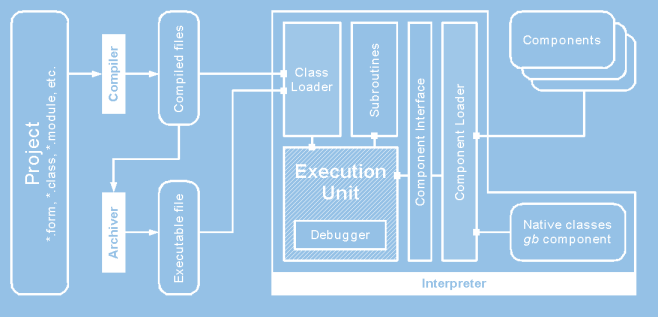 Project
*.form, *.class, *.module, etc.
Compiler
Compiled files
Archiver
Executable file
Class
Loader
Subroutines
Execution
Unit
Debugger
Component Interface
Component Loader
Components
Native classes
gb component
Interpreter